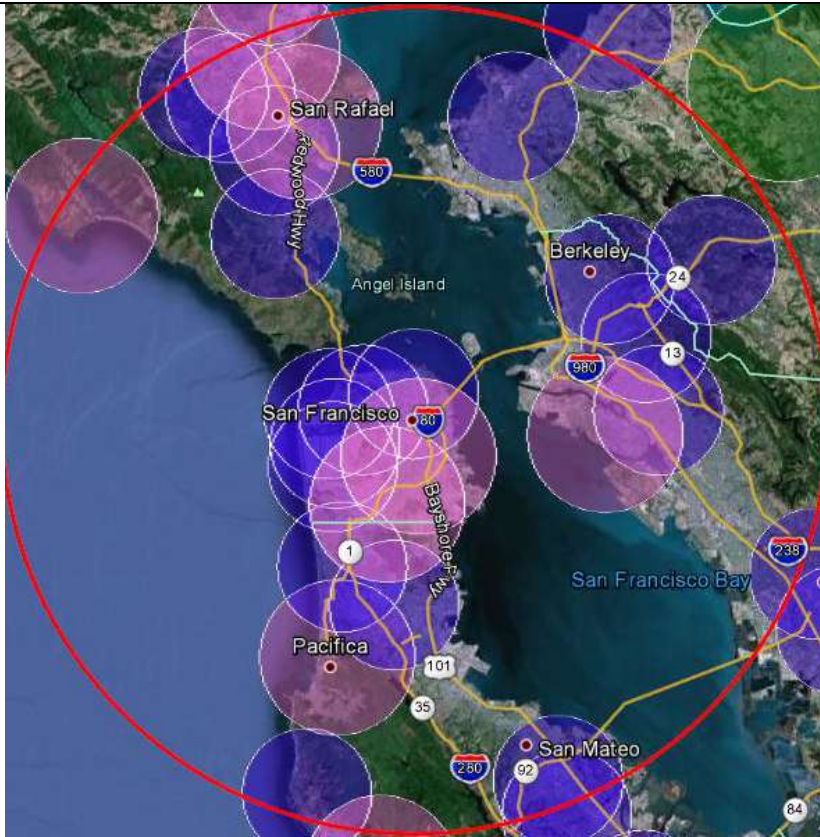 San Rafael
Redwood Hwy
580
Berkeley
24
Angel Island
13
980
San Francisco
80
Bayshore Fwy
1
238
San Francisco Bay
Pacifica
101
35
San Mateo
280
92
84